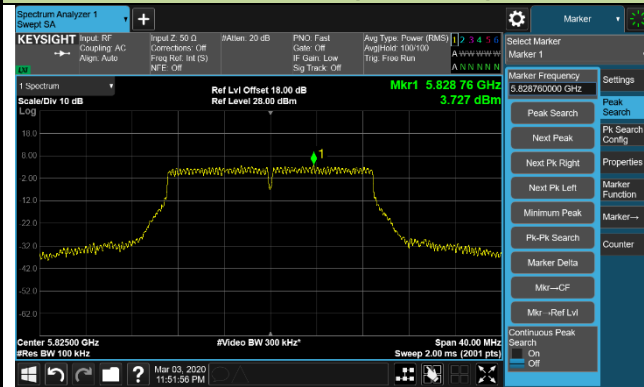 Spectrum Analyzer 1
Swept SA
+
Marker
KEYSIGHT
Input: RF
Coupling: AC
Align: Auto
Input Z: 50 Ω
Corrections: Off
Freq Ref: Int (S)
NFE: Off
#Atten: 20 dB
PNO: Fast
Gate: Off
IF Gain: Low
Sig Track: Off
Avg Type: Power (RMS)
Avg|Hold: 100/100
Trig: Free Run
1 2 3 4 5 6
A W W W W W
A N N N N N
LXI
1 Spectrum
Scale/Div 10 dB
Log
Ref Lvl Offset 18.00 dB
Ref Level 28.00 dBm
Mkr1 5.828 76 GHz
3.727 dBm
1
18.0
8.00
-2.00
-12.0
-22.0
-32.0
-42.0
-52.0
-62.0
Center 5.82500 GHz
#Res BW 100 kHz
#Video BW 300 kHz*
Span 40.00 MHz
Sweep 2.00 ms (2001 pts)
Select Marker
Marker 1
Marker Frequency
5.828760000 GHz
Peak Search
Next Peak
Next Pk Right
Next Pk Left
Minimum Peak
Pk-Pk Search
Marker Delta
Mkr→CF
Mkr→Ref Lvl
Continuous Peak
Search
On
Off
Settings
Peak
Search
Pk Search
Config
Properties
Marker
Function
Marker→
Counter
?
Mar 03, 2020
11:51:56 PM